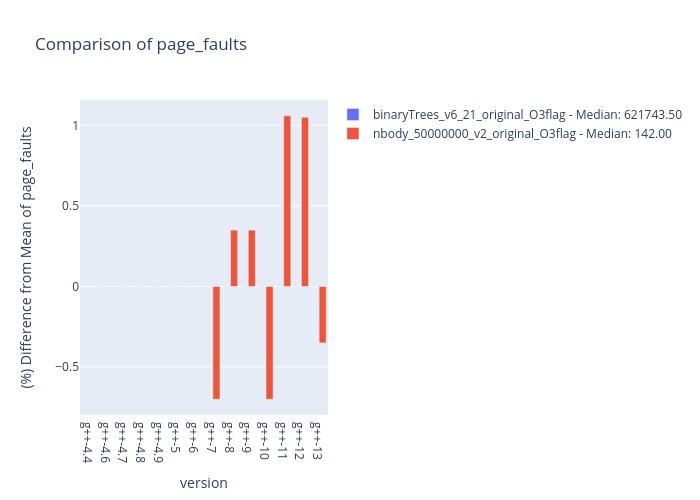 Comparison of page_faults
binaryTrees_v6_21_original_O3flag - Median: 621743.50
nbody_50000000_v2_original_O3flag - Median: 142.00
(%) Difference from Mean of page_faults
1
0.5
0
−0.5
g++-4.4
g++-4.6
g++-4.7
g++-4.8
g++-4.9
g++-5
g++-6
g++-7
g++-8
g++-9
g++-10
g++-11
g++-12
g++-13
version